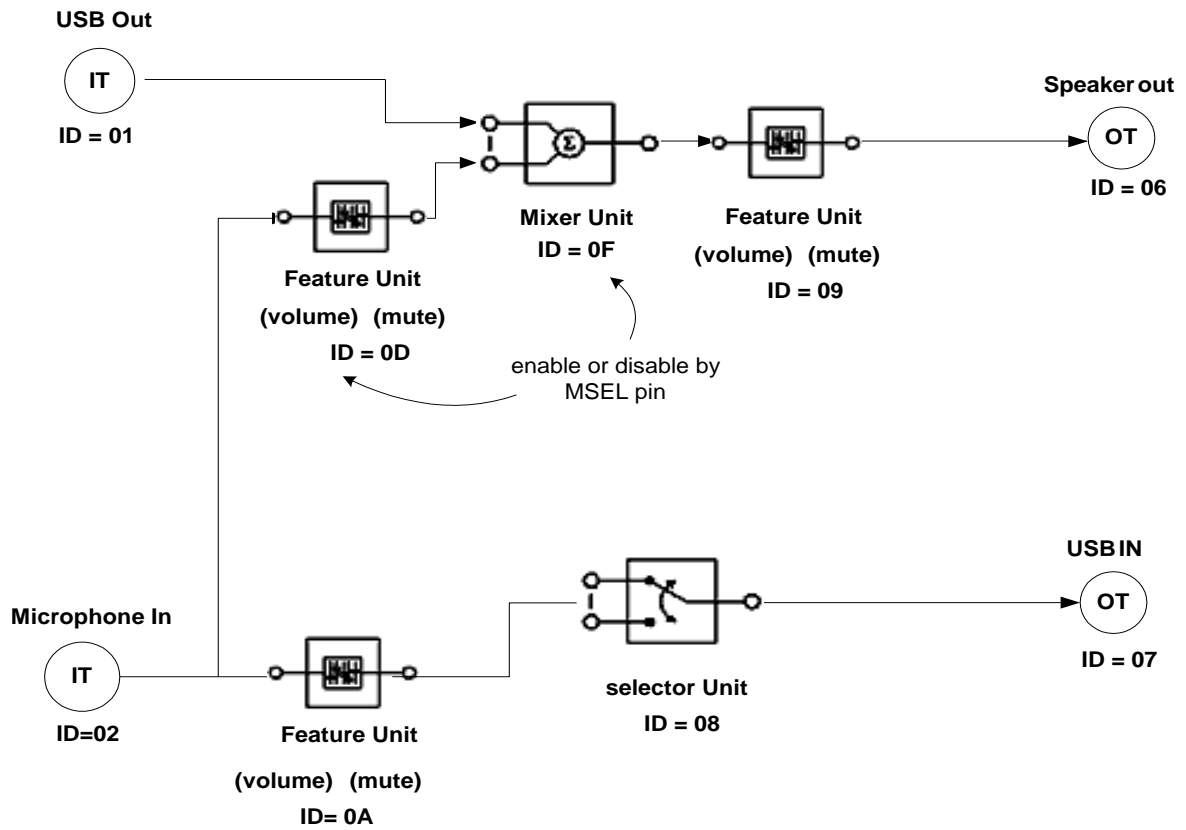 USB Out
IT
ID = 01
Speaker out
OT
ID = 06
Σ
Mixer Unit
ID = 0F
Feature Unit
(volume) (mute)
ID = 09
Feature Unit
(volume) (mute)
ID = 0D
enable or disable by
MSEL pin
USB IN
OT
ID = 07
Microphone In
IT
ID=02
selector Unit
ID = 08
Feature Unit
(volume) (mute)
ID= 0A